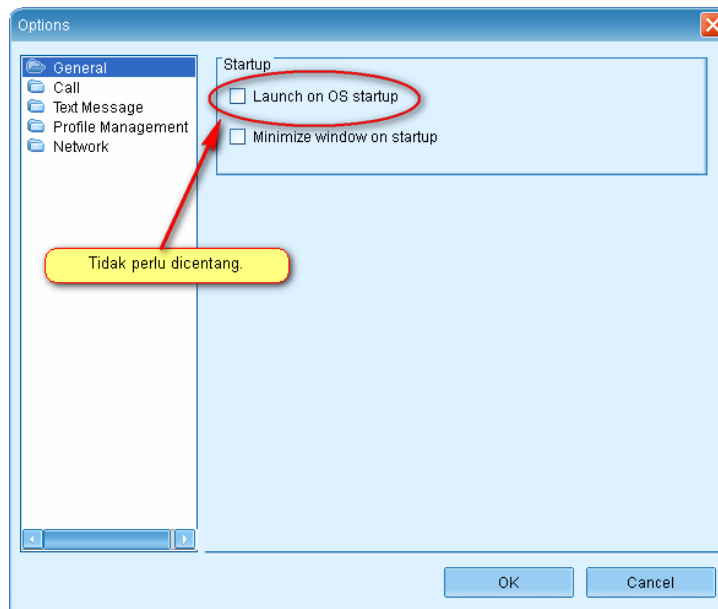 Options
General
Call
Text Message
Profile Management
Network
Startup
Launch on OS startup
Minimize window on startup
Tidak perlu dicentang.
OK
Cancel